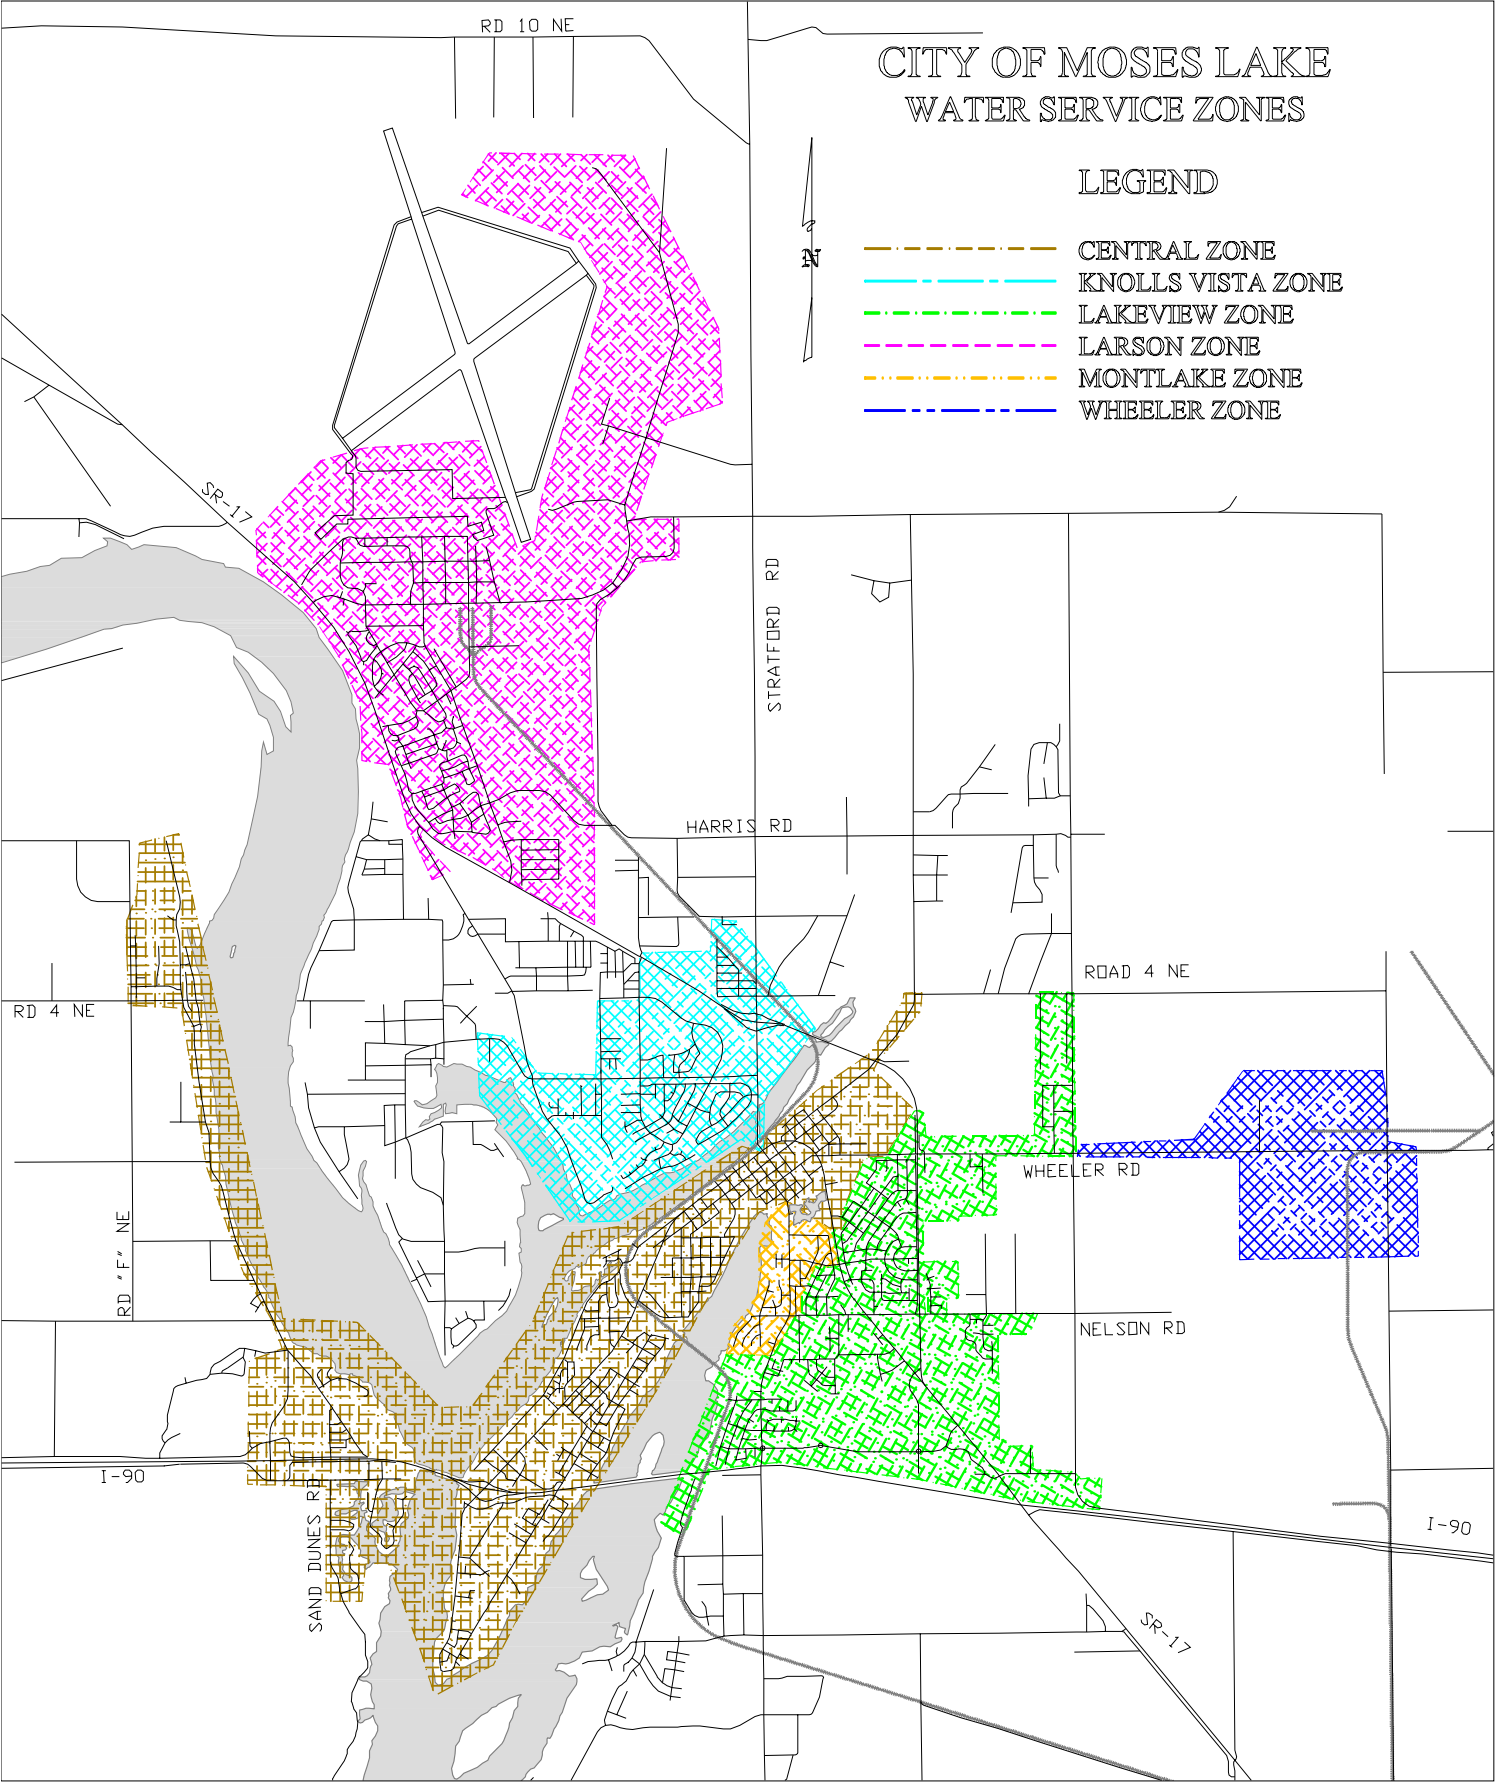 RD 10 NE
CITY OF MOSES LAKE
WATER SERVICE ZONES
LEGEND
N
CENTRAL ZONE
KNOLLS VISTA ZONE
LAKEVIEW ZONE
LARSON ZONE
MONTLAKE ZONE
WHEELER ZONE
SR-17
STRATFORD RD
HARRIS RD
ROAD 4 NE
RD 4 NE
WHEELER RD
RD "F" NE
NELSON RD
I-90
SAND DUNES RD
I-90
SR-17